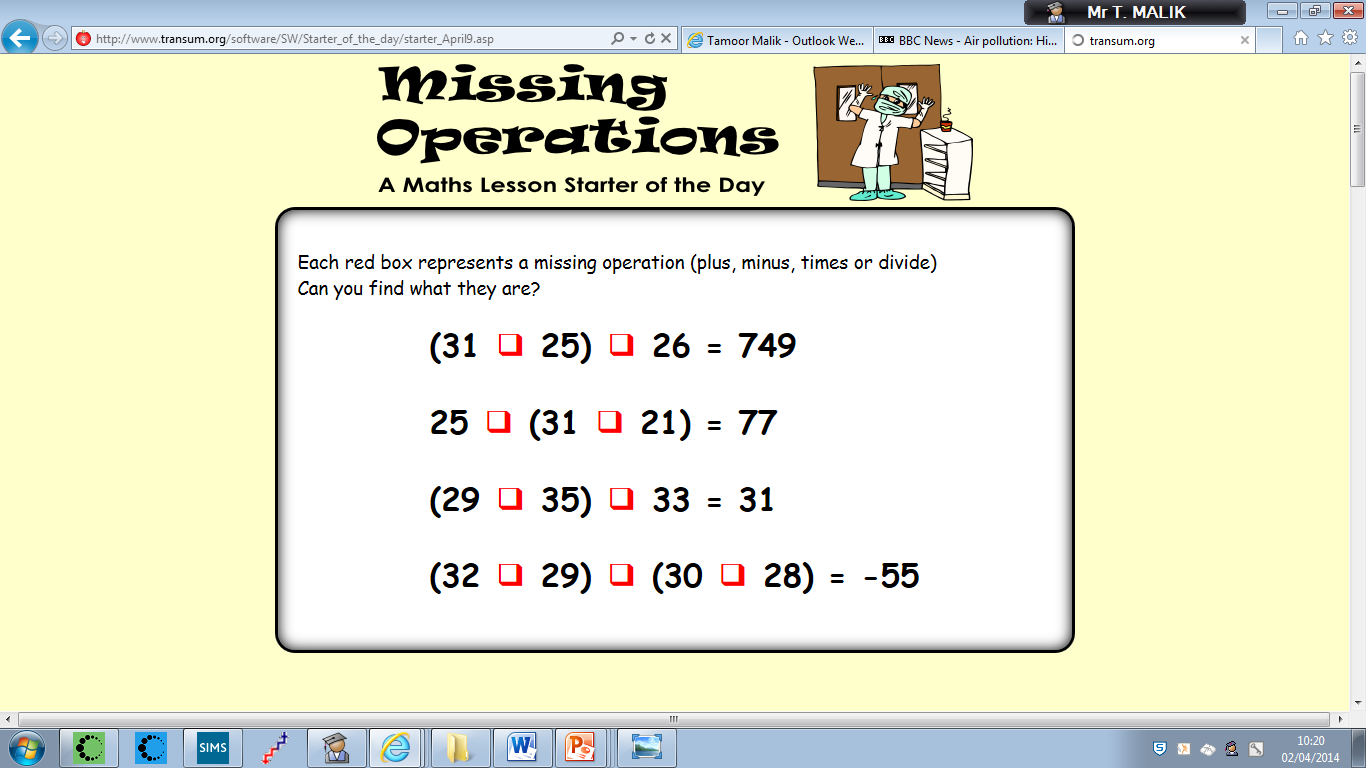 Mr T. MALIK
http://www.transum.org/software/SW/Starter_of_the_day/starter_April9.asp
Tamoor Malik - Outlook We...
BBC News - Air pollution: Hi...
transum.org
Missing
Operations
A Maths Lesson Starter of the Day
Each red box represents a missing operation (plus, minus, times or divide)
Can you find what they are?
(31 ❑ 25) ❑ 26 = 749
25 ❑ (31 ❑ 21) = 77
(29 ❑ 35) ❑ 33 = 31
(32 ❑ 29) ❑ (30 ❑ 28) = -55
SIMS
10:20
02/04/2014